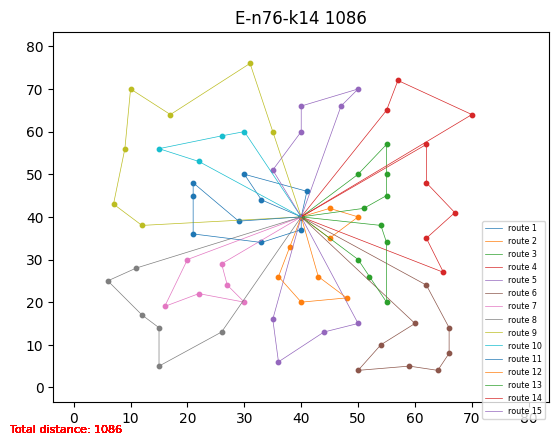 E-n76-k14 1086
80
70
60
50
40
30
20
10
0
0 10 20 30 40 50 60 70 80
route 1
route 2
route 3
route 4
route 5
route 6
route 7
route 8
route 9
route 10
route 11
route 12
route 13
route 14
route 15
Total distance: 1086